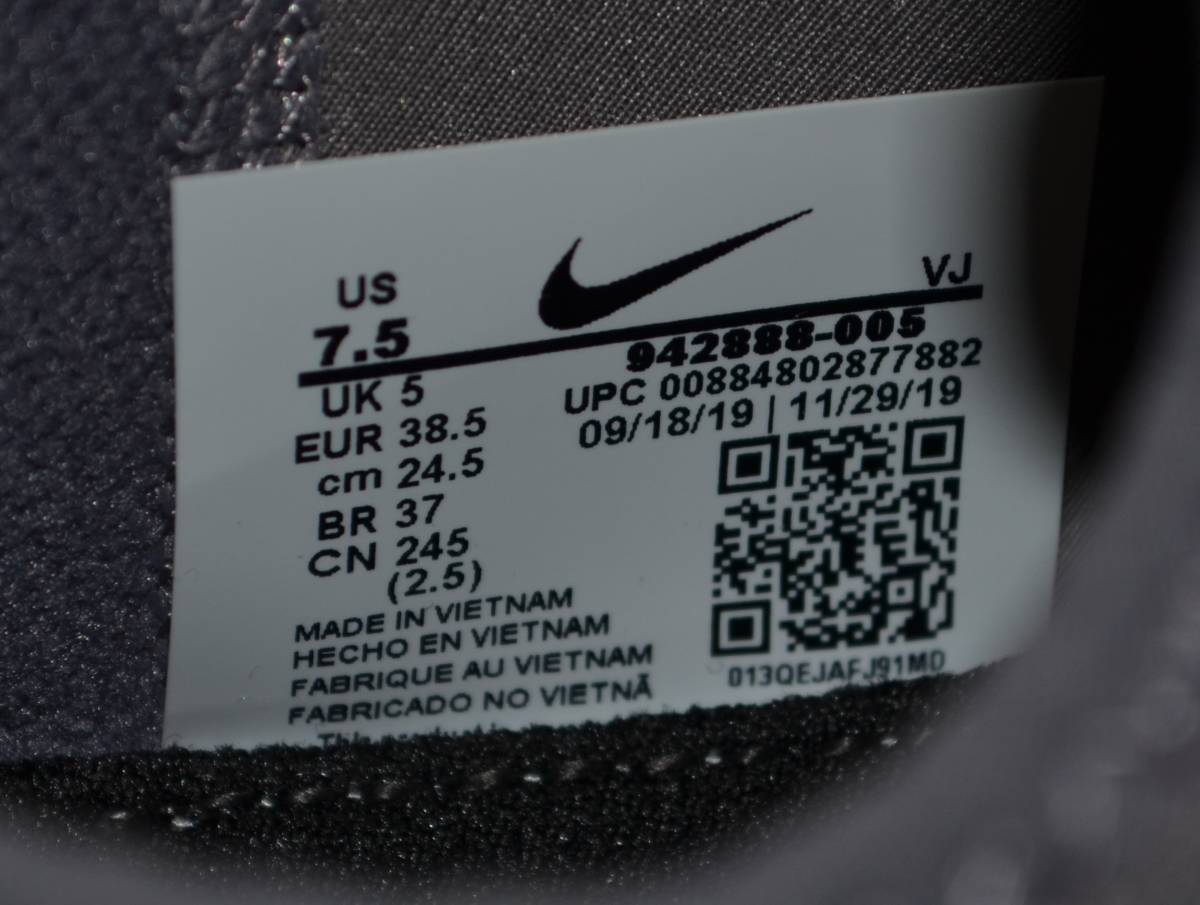 US
7.5
VJ
942888-005
UK 5
UPC 00884802877882
EUR 38.5
09/18/19 | 11/29/19
cm 24.5
BR 37
CN 245
(2.5)
MADE IN VIETNAM
HECHO EN VIETNAM
FABRIQUE AU VIETNAM
FABRICADO NO VIETNÃ
013QEJAFJ91MD
This product